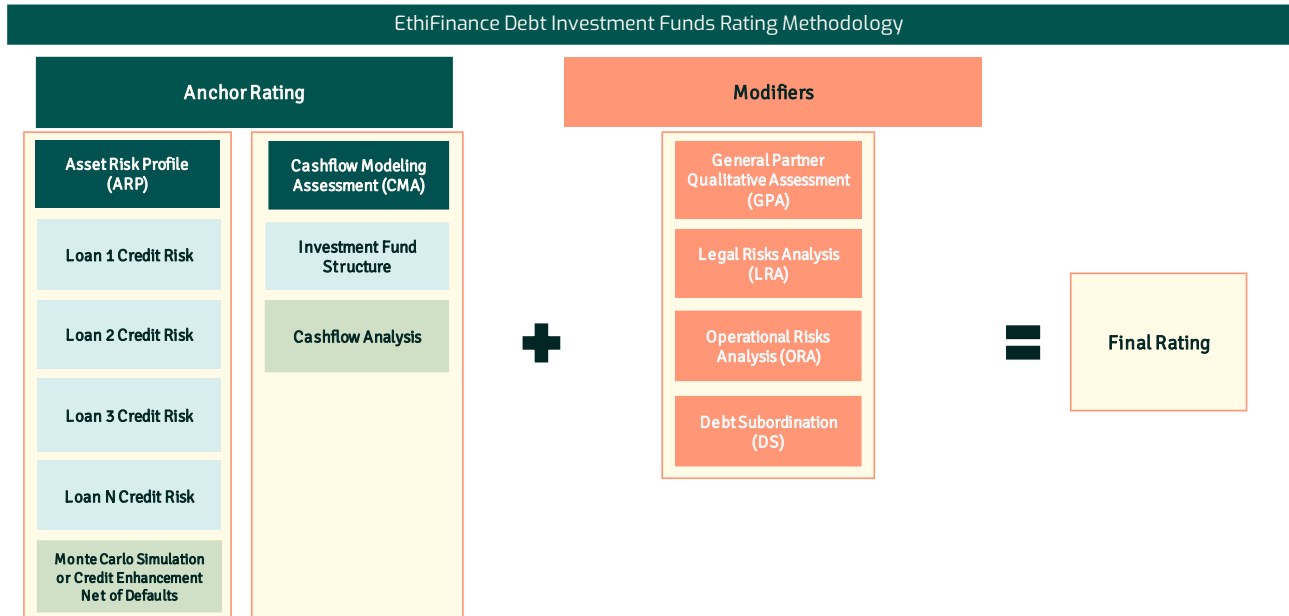 EthiFinance Debt Investment Funds Rating Methodology
Anchor Rating
Asset Risk Profile
(ARP)
Loan 1 Credit Risk
Loan 2 Credit Risk
Loan 3 Credit Risk
Loan N Credit Risk
Monte Carlo Simulation
or Credit Enhancement
Net of Defaults
Cashflow Modeling
Assessment (CMA)
Investment Fund
Structure
Cashflow Analysis
Modifiers
General Partner
Qualitative Assessment
(GPA)
Legal Risks Analysis
(LRA)
Operational Risks
Analysis (ORA)
Debt Subordination
(DS)
Final Rating